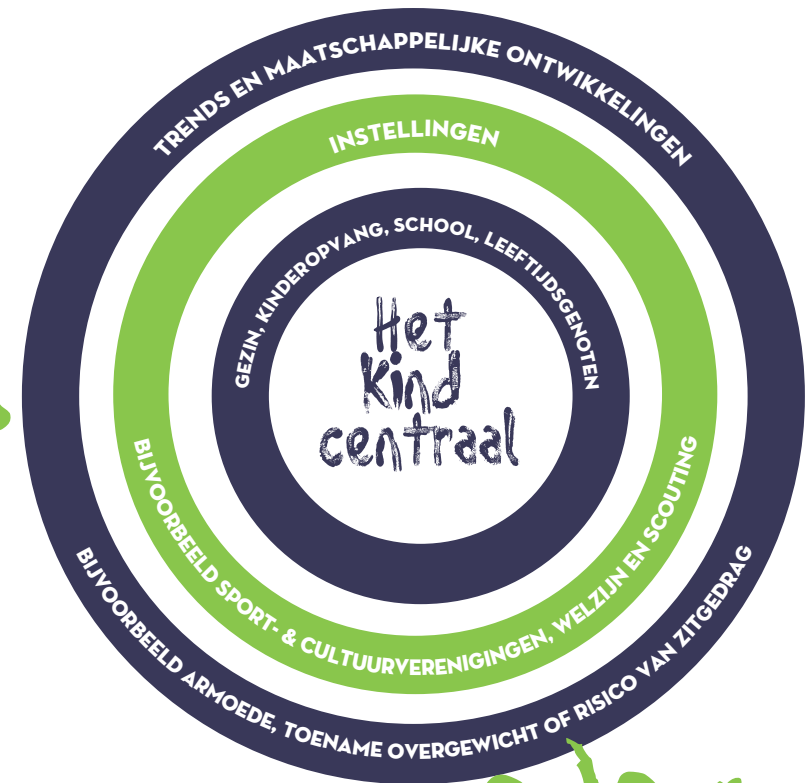 TRENDS EN MAATSCHAPPELIJKE ONTWIKKELINGEN
INSTELLINGEN
GEZIN, KINDEROPVANG, SCHOOL, LEEFTIJDSGENOTEN
Het
Kind
centraal
BIJVOORBEELD SPORT- & CULTUURVERENIGINGEN, WELZIJN EN SCOUTING
BIJVOORBEELD ARMOEDE, TOENAME OVERGEWICHT OF RISICO VAN ZITGEDRAG